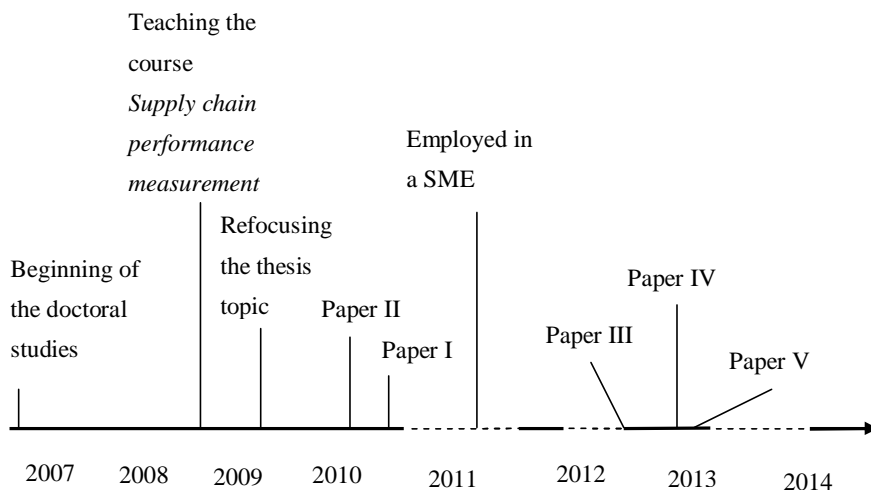 Teaching the
course
Supply chain
performance
measurement
Employed in
a SME
Refocusing
the thesis
topic
Beginning of
the doctoral
studies
Paper II
Paper I
Paper III
Paper IV
Paper V
2007
2008
2009
2010
2011
2012
2013
2014